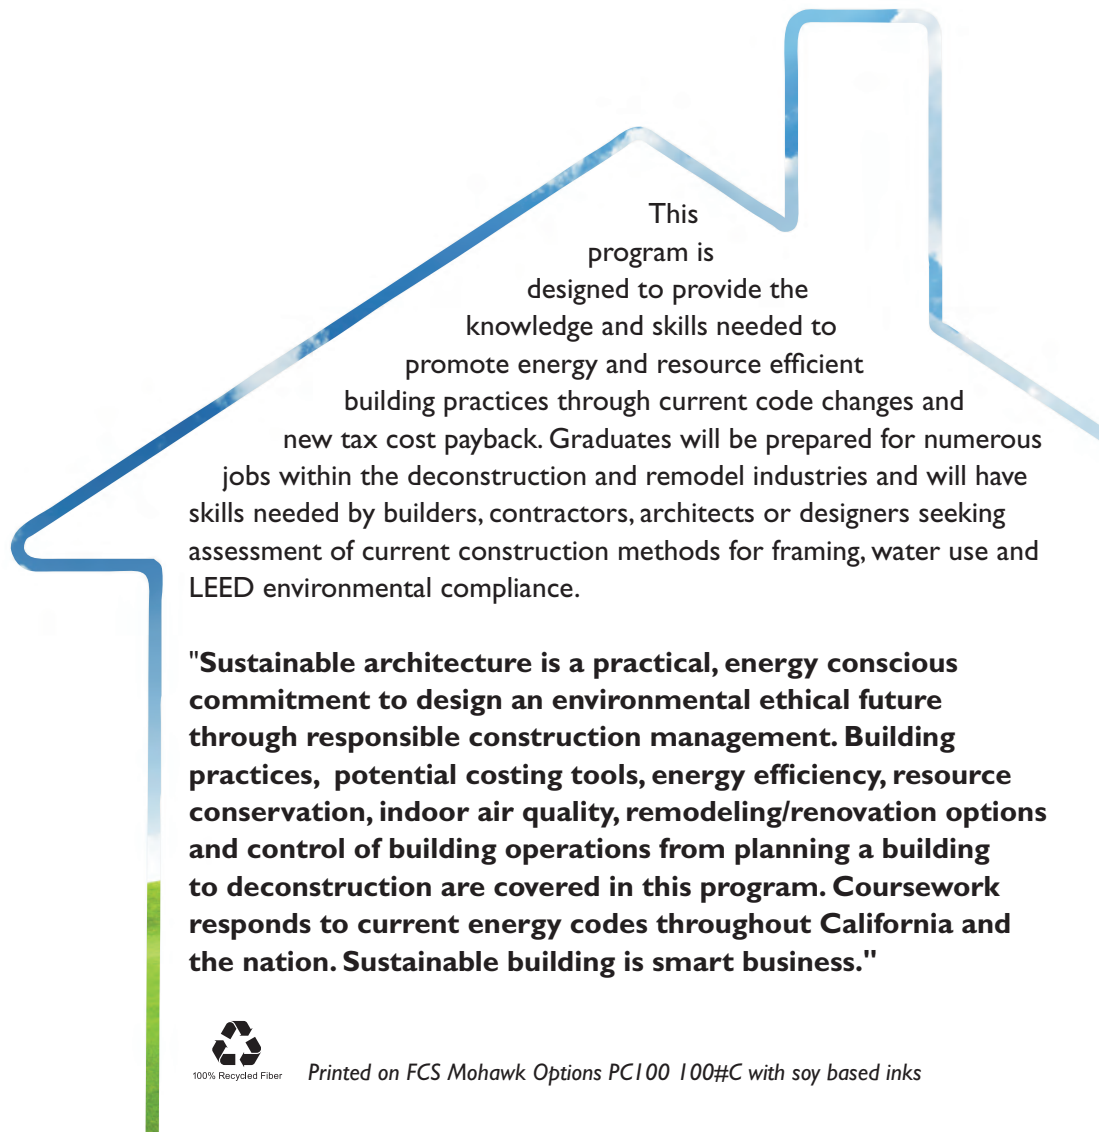 This
program is
designed to provide the
knowledge and skills needed to
promote energy and resource efficient
building practices through current code changes and
new tax cost payback. Graduates will be prepared for numerous
jobs within the deconstruction and remodel industries and will have
skills needed by builders, contractors, architects or designers seeking
assessment of current construction methods for framing, water use and
LEED environmental compliance.
"Sustainable architecture is a practical, energy conscious
commitment to design an environmental ethical future
through responsible construction management. Building
practices,  potential costing tools, energy efficiency, resource
conservation, indoor air quality, remodeling/renovation options
and control of building operations from planning a building
to deconstruction are covered in this program. Coursework
responds to current energy codes throughout California and
the nation. Sustainable building is smart business."
100% Recycled Fiber
Printed on FCS Mohawk Options PC100 100#C with soy based inks